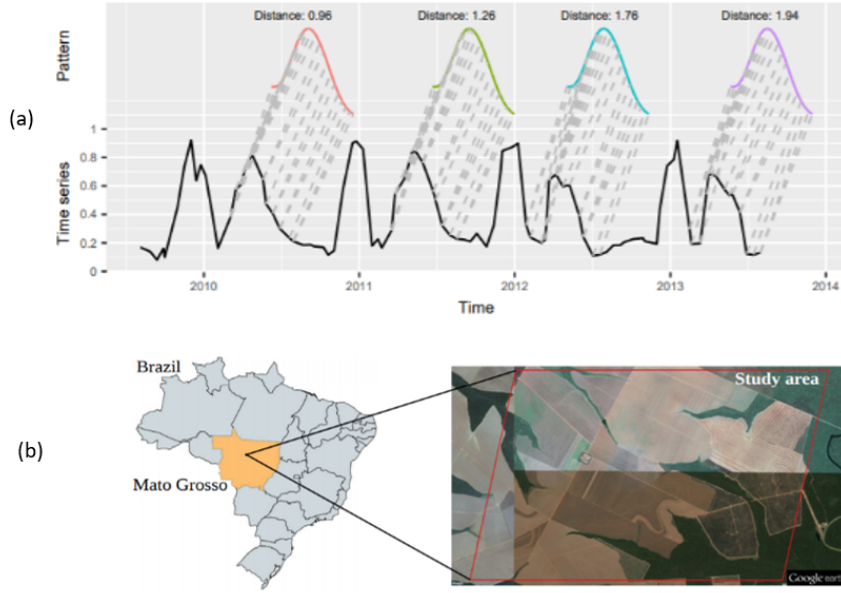 Distance: 0.96 Distance: 1.26 Distance: 1.76 Distance: 1.94
Pattern
(a)
Time series
1
0.8
0.6
0.4
0.2
0
2010 2011 2012 2013 2014
Time
(b)
Brazil
Mato Grosso
Study area
Google